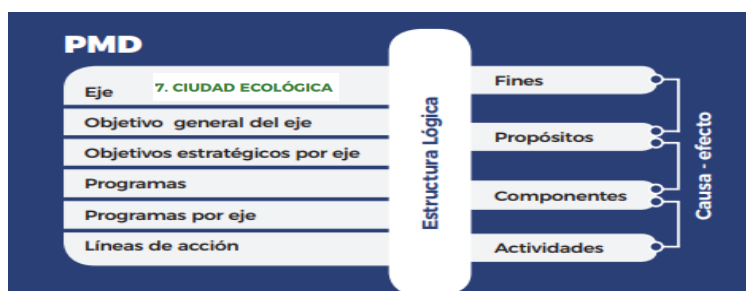 PMD
Eje 7. CIUDAD ECOLÓGICA
Objetivo general del eje
Objetivos estratégicos por eje
Programas
Programas por eje
Líneas de acción
Estructura Lógica
Fines
Propósitos
Componentes
Actividades
Causa - efecto